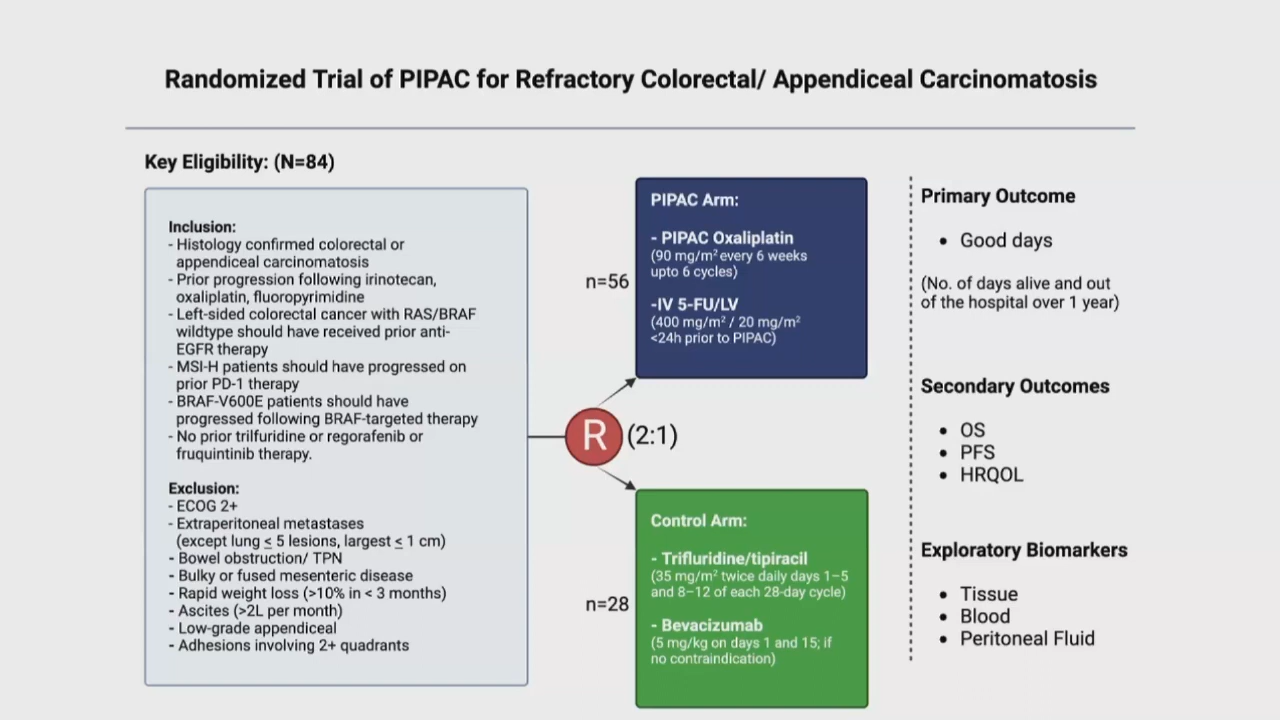 Randomized Trial of PIPAC for Refractory Colorectal/ Appendiceal Carcinomatosis
Key Eligibility: (N=84)
Inclusion:
- Histology confirmed colorectal or
appendiceal carcinomatosis
- Prior progression following irinotecan,
oxaliplatin, fluoropyrimidine
- Left-sided colorectal cancer with RAS/BRAF
wildtype should have received prior anti-
EGFR therapy
- MSI-H patients should have progressed on
prior PD-1 therapy
- BRAF-V600E patients should have
progressed following BRAF-targeted therapy
- No prior trilfuridine or regorafenib or
fruquintinib therapy.
Exclusion:
- ECOG 2+
- Extraperitoneal metastases
(except lung ≤ 5 lesions, largest ≤ 1 cm)
- Bowel obstruction/ TPN
- Bulky or fused mesenteric disease
- Rapid weight loss (>10% in < 3 months)
- Ascites (>2L per month)
- Low-grade appendiceal
- Adhesions involving 2+ quadrants
R (2:1)
n=56
PIPAC Arm:
- PIPAC Oxaliplatin
(90 mg/m² every 6 weeks
upto 6 cycles)
-IV 5-FU/LV
(400 mg/m² / 20 mg/m²
<24h prior to PIPAC)
n=28
Control Arm:
- Trifluridine/tipiracil
(35 mg/m² twice daily days 1–5
and 8–12 of each 28-day cycle)
- Bevacizumab
(5 mg/kg on days 1 and 15; if
no contraindication)
Primary Outcome
• Good days
(No. of days alive and out
of the hospital over 1 year)
Secondary Outcomes
• OS
• PFS
• HRQOL
Exploratory Biomarkers
• Tissue
• Blood
• Peritoneal Fluid